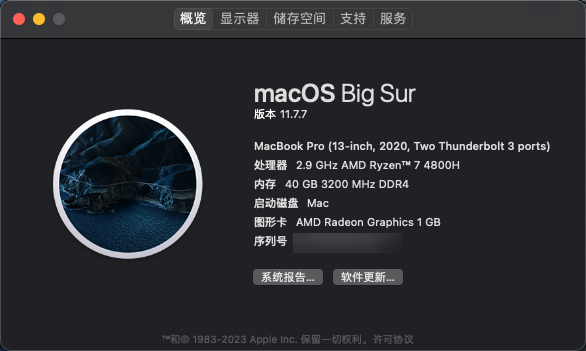 概览 显示器 储存空间 支持 服务
macOS Big Sur
版本 11.7.7
MacBook Pro (13-inch, 2020, Two Thunderbolt 3 ports)
处理器 2.9 GHz AMD Ryzen™ 7 4800H
内存 40 GB 3200 MHz DDR4
启动磁盘 Mac
图形卡 AMD Radeon Graphics 1 GB
序列号
系统报告... 软件更新...
™和© 1983-2023 Apple Inc. 保留一切权利。许可协议